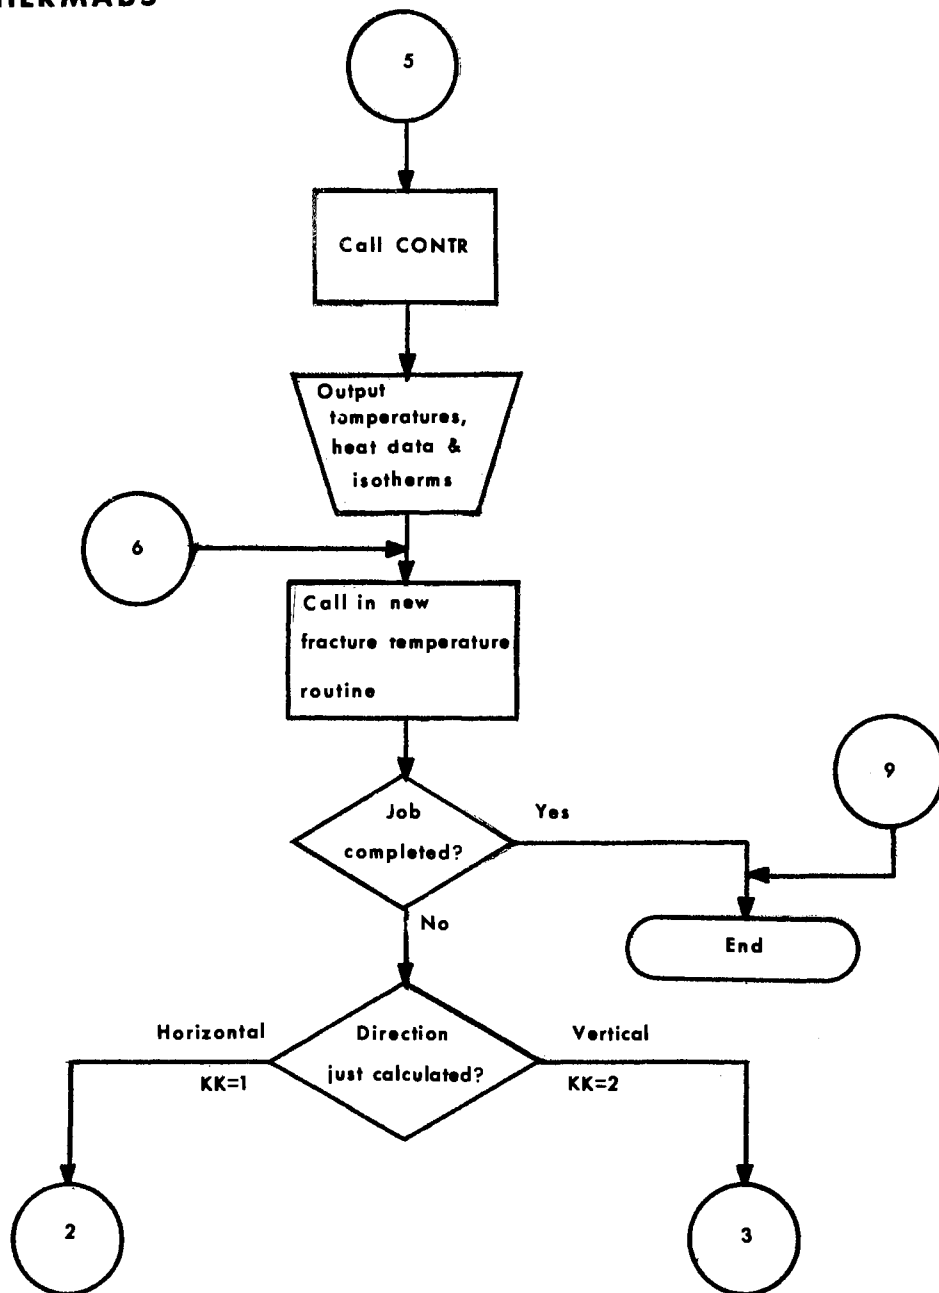 5
Call CONTR
Output
temperatures,
heat data &
isotherms
6
Call in new
fracture temperature
routine
9
Job
completed?
Yes
No
End
Direction
just calculated?
Horizontal
KK=1
Vertical
KK=2
2
3